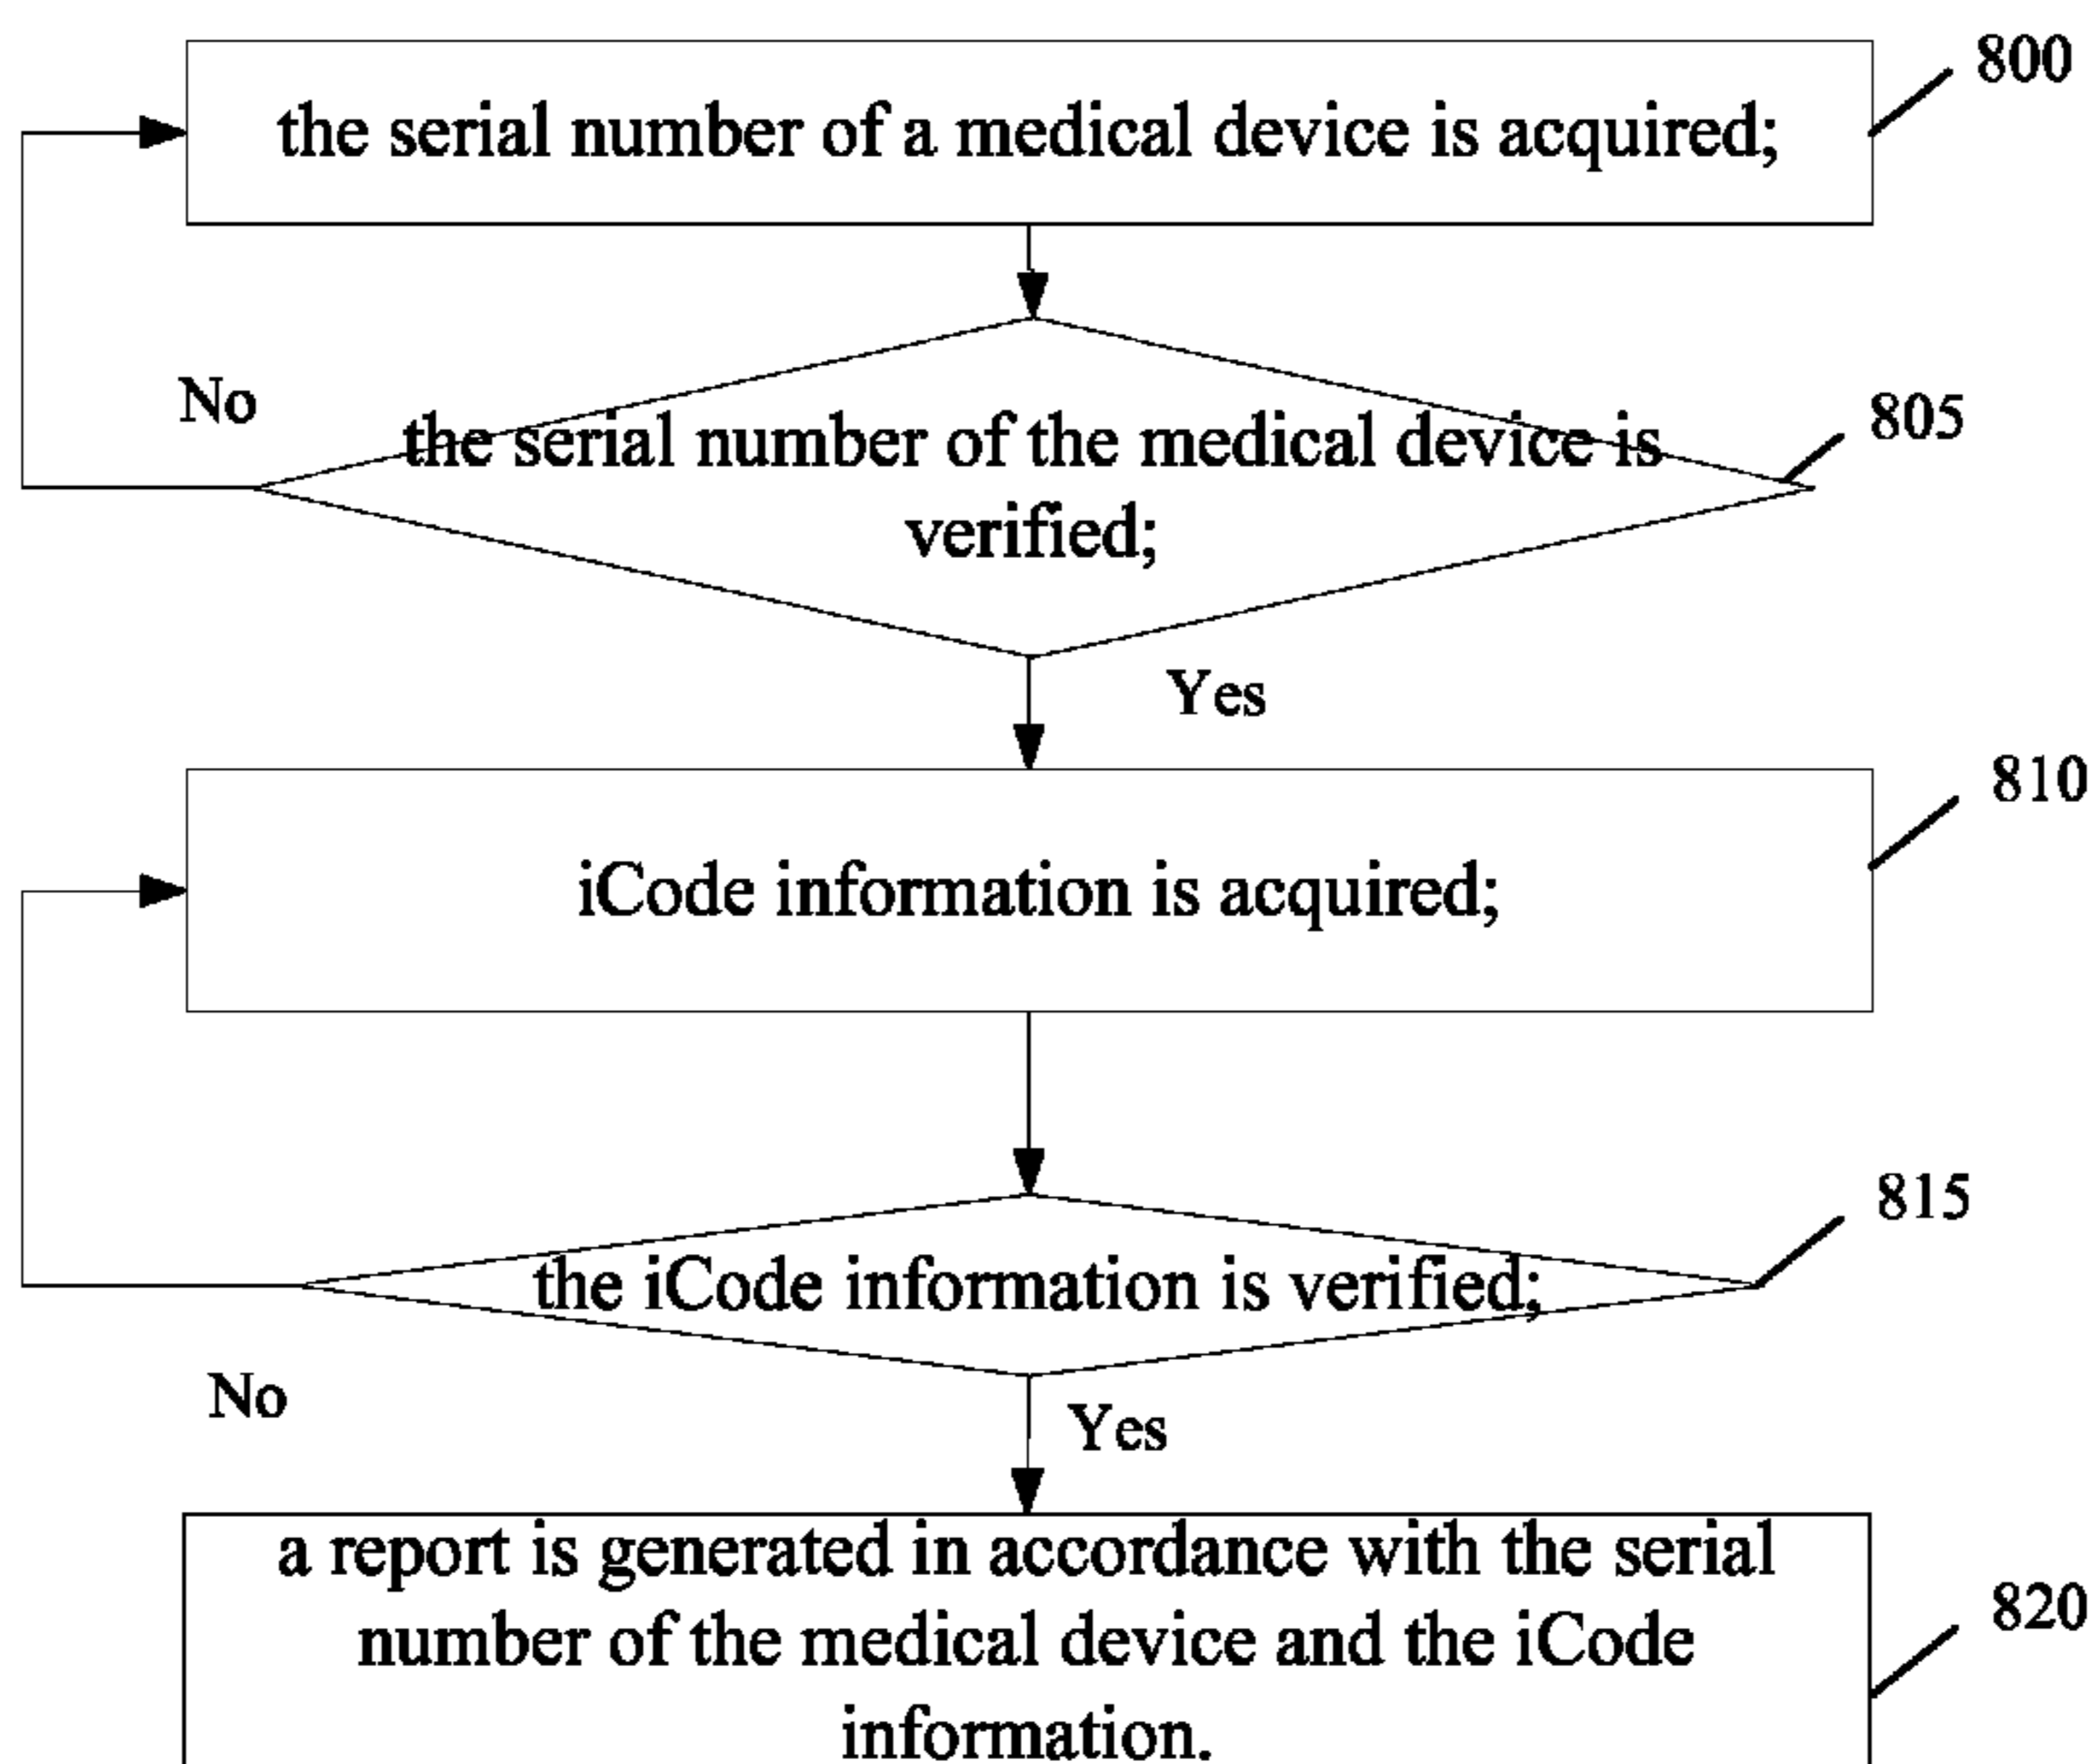 800
the serial number of a medical device is acquired;
No
805
the serial number of the medical device is
verified;
Yes
810
iCode information is acquired;
815
the iCode information is verified;
No
Yes
a report is generated in accordance with the serial
820
number of the medical device and the iCode
information.